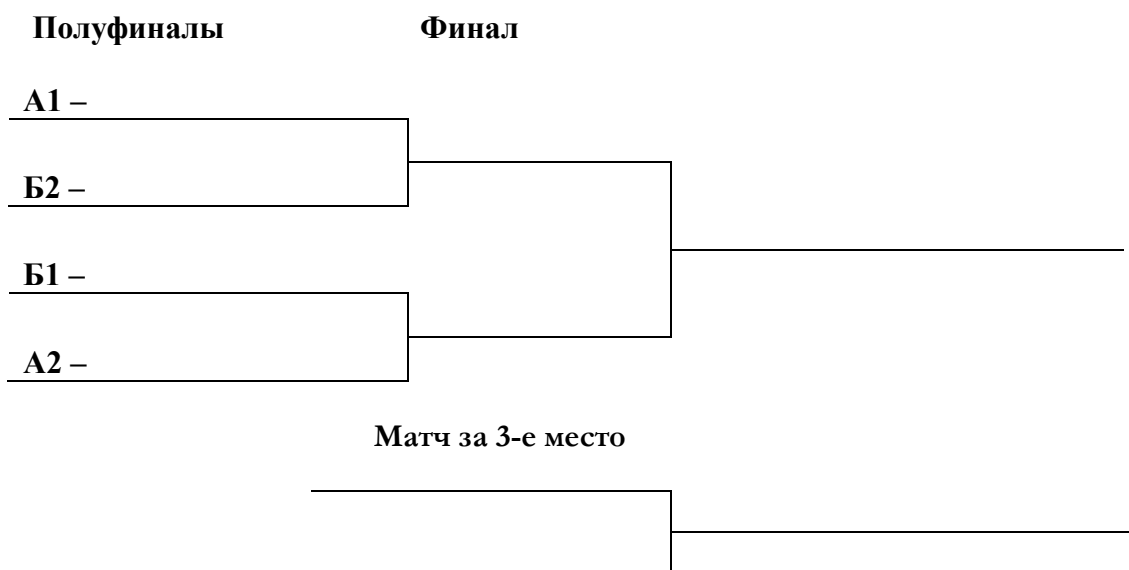 Полуфиналы Финал
А1 –
Б2 –
Б1 –
А2 –
Матч за 3-е место